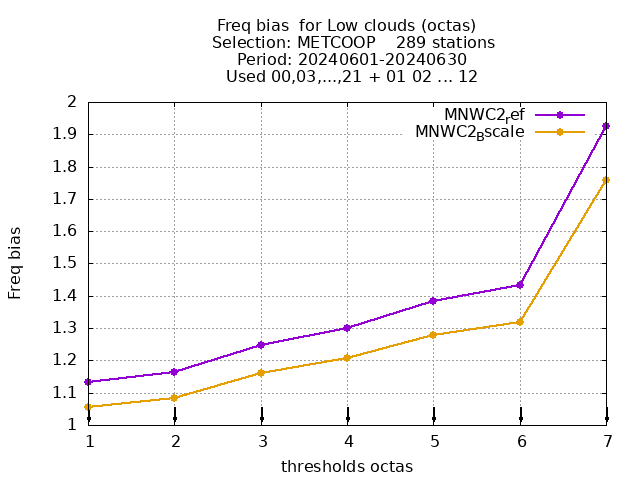 Freq bias  for Low clouds (octas)
Selection: METCOOP    289 stations
Period: 20240601-20240630
Used 00,03,...,21 + 01 02 ... 12
MNWC2ref
MNWC2Bscale
2
1.9
1.8
1.7
1.6
1.5
1.4
1.3
1.2
1.1
1
Freq bias
1 2 3 4 5 6 7
thresholds octas